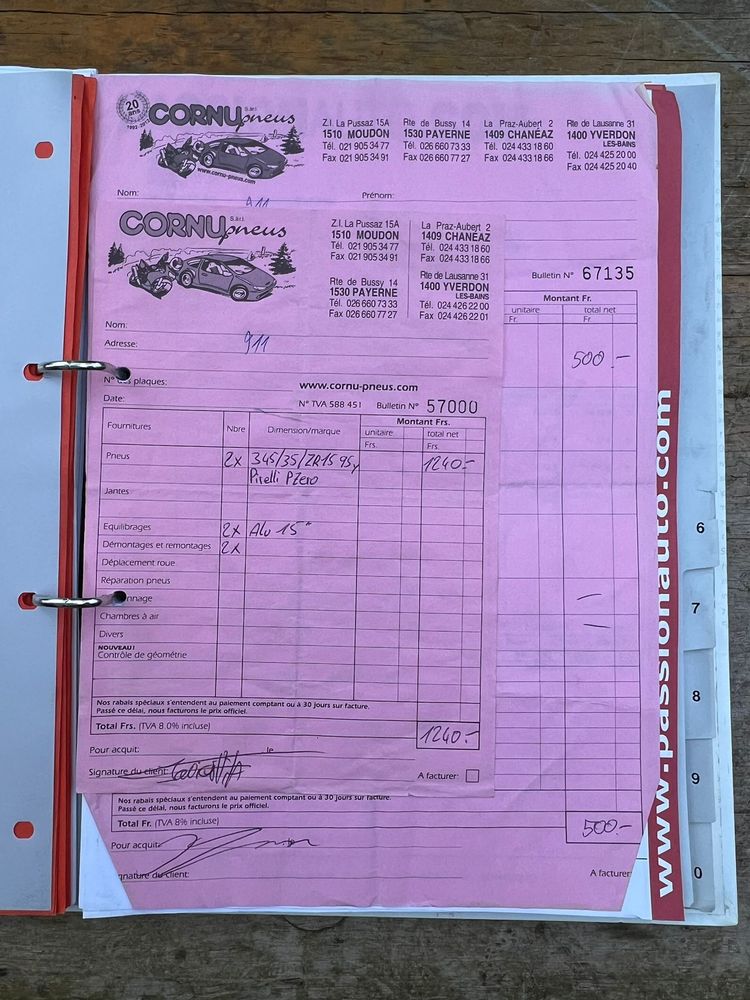 20 ans
CORNU S.à r.l. pneus
www.cornu-pneus.com
Z.I. La Pussaz 15A
1510 MOUDON
Tél. 021 905 34 77
Fax 021 905 34 91
Rte de Bussy 14
1530 PAYERNE
Tél. 026 660 73 33
Fax 026 660 77 27
La Praz-Aubert 2
1409 CHANÉAZ
Tél. 024 433 18 60
Fax 024 433 18 66
Rte de Lausanne 31
1400 YVERDON
LES-BAINS
Tél. 024 425 20 00
Fax 024 425 20 40
Nom: Prénom:
911
Bulletin N° 67135
Montant Fr.
unitaire total net
Fr. Fr.
500.-
CORNU S.à r.l. pneus
Z.I. La Pussaz 15A
1510 MOUDON
Tél. 021 905 34 77
Fax 021 905 34 91
La Praz-Aubert 2
1409 CHANÉAZ
Tél. 024 433 18 60
Fax 024 433 18 66
Rte de Bussy 14
1530 PAYERNE
Tél. 026 660 73 33
Fax 026 660 77 27
Rte de Lausanne 31
1400 YVERDON
LES-BAINS
Tél. 024 426 22 00
Fax 024 426 22 01
Nom:
Adresse: 911
plaques: www.cornu-pneus.com
Date: N° TVA 588 451 Bulletin N° 57000
Fournitures Nbre Dimension/marque Montant Frs.
unitaire total net
Frs. Frs.
Pneus 2x 345/35/ZR15 95y 1240.-
Pirelli PZero
Jantes
Equilibrages 2x Alu 15"
Démontages et remontages 2x
Déplacement roue
Réparation pneus
nnage
Chambres à air
Divers
NOUVEAU!
Contrôle de géométrie
Nos rabais spéciaux s'entendent au paiement comptant ou à 30 jours sur facture.
Passé ce délai, nous facturons le prix officiel.
Total Frs. (TVA 8.0% incluse) 1240.-
Pour acquit: le
Signature du client: A facturer:
Nos rabais spéciaux s'entendent au paiement comptant ou à 30 jours sur facture.
Passé ce délai, nous facturons le prix officiel.
Total Fr. (TVA 8% incluse) 500.-
Pour acquit:
gnature du client: A facturer
www.passionauto.com
6
7
8
9
0